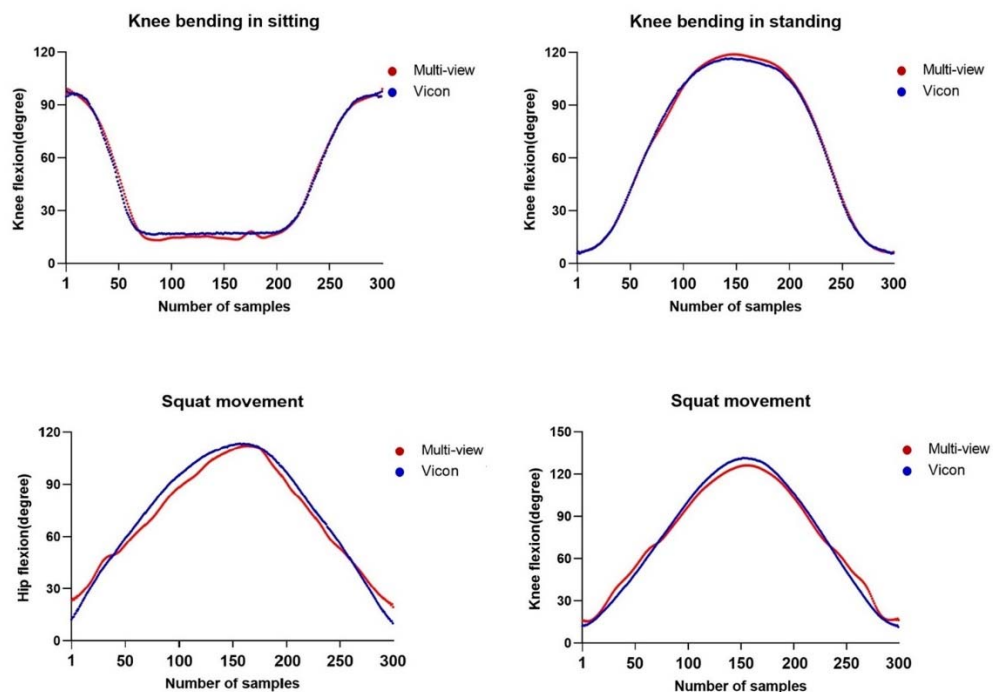 Knee bending in sitting
120
90
60
30
0
Knee flexion(degree)
1 50 100 150 200 250 300
Number of samples
Multi-view
Vicon
Knee bending in standing
120
90
60
30
0
Knee flexion(degree)
1 50 100 150 200 250 300
Number of samples
Multi-view
Vicon
Squat movement
120
90
60
30
0
Hip flexion(degree)
1 50 100 150 200 250 300
Number of samples
Multi-view
Vicon
Squat movement
150
120
90
60
30
0
Knee flexion(degree)
1 50 100 150 200 250 300
Number of samples
Multi-view
Vicon